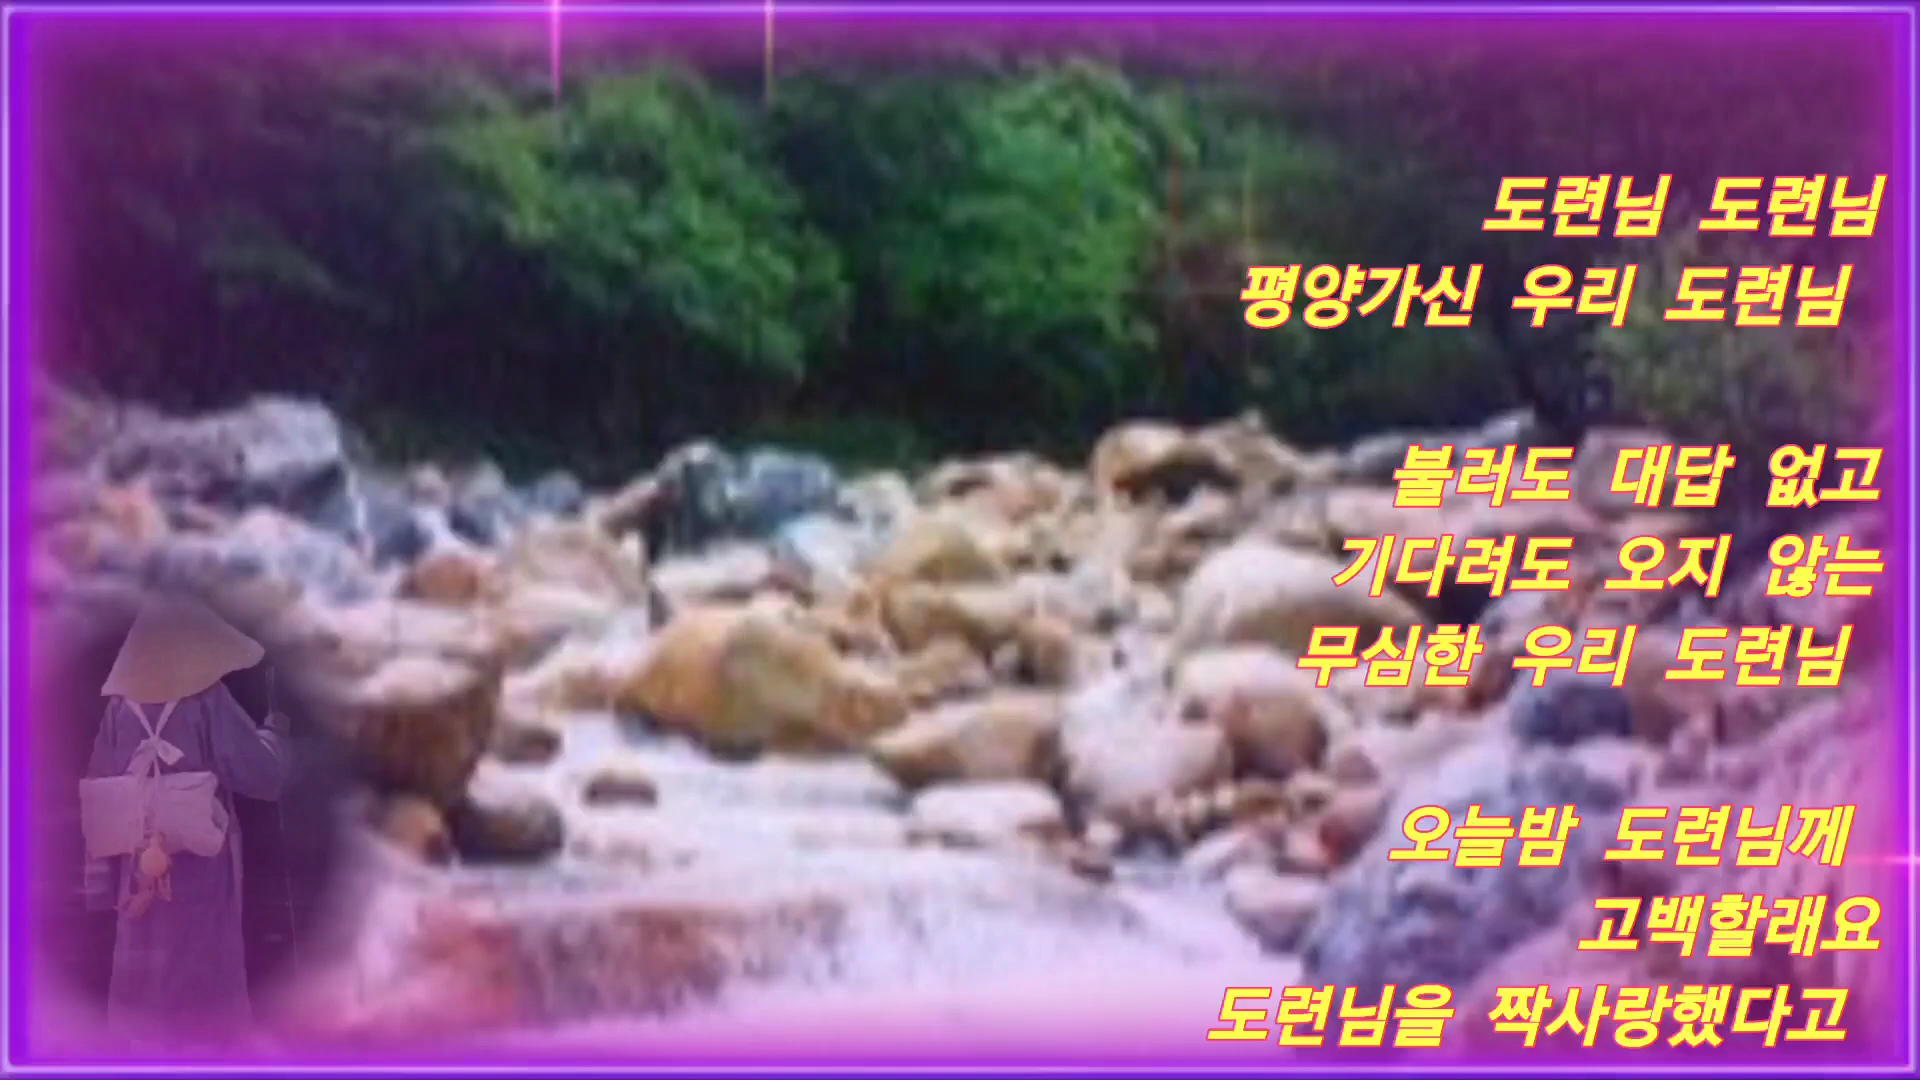 도련님 도련님
평양가신 우리 도련님
불러도 대답 없고
기다려도 오지 않는
무심한 우리 도련님
오늘밤 도련님께
고백할래요
도련님을 짝사랑했다고